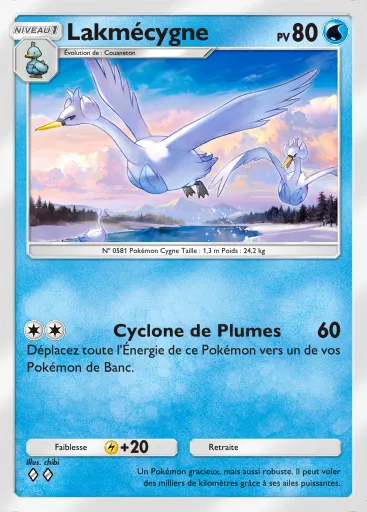 NIVEAU 1
Lakmécygne
PV 80
Évolution de : Couaneton
N° 0581 Pokémon Cygne Taille : 1,3 m Poids : 24,2 kg
Cyclone de Plumes 60
Déplacez toute l'Énergie de ce Pokémon vers un de vos
Pokémon de Banc.
Faiblesse +20
Retraite
Illus. chibi
Un Pokémon gracieux, mais aussi robuste. Il peut voler
des milliers de kilomètres grâce à ses ailes puissantes.